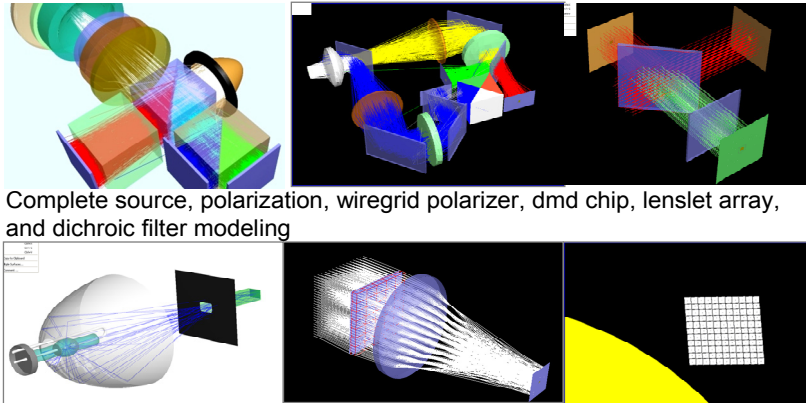 Complete source, polarization, wiregrid polarizer, dmd chip, lenslet array,
and dichroic filter modeling